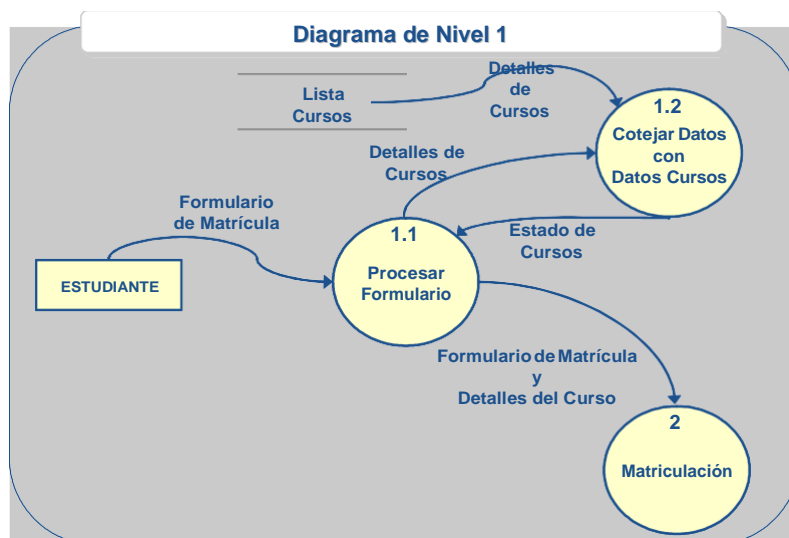 Diagrama de Nivel 1
Detalles
de
Cursos
Lista
Cursos
1.2
Cotejar Datos
con
Datos Cursos
Detalles de
Cursos
Formulario
de Matrícula
Estado de
Cursos
1.1
Procesar
Formulario
ESTUDIANTE
Formulario de Matrícula
y
Detalles del Curso
2
Matriculación